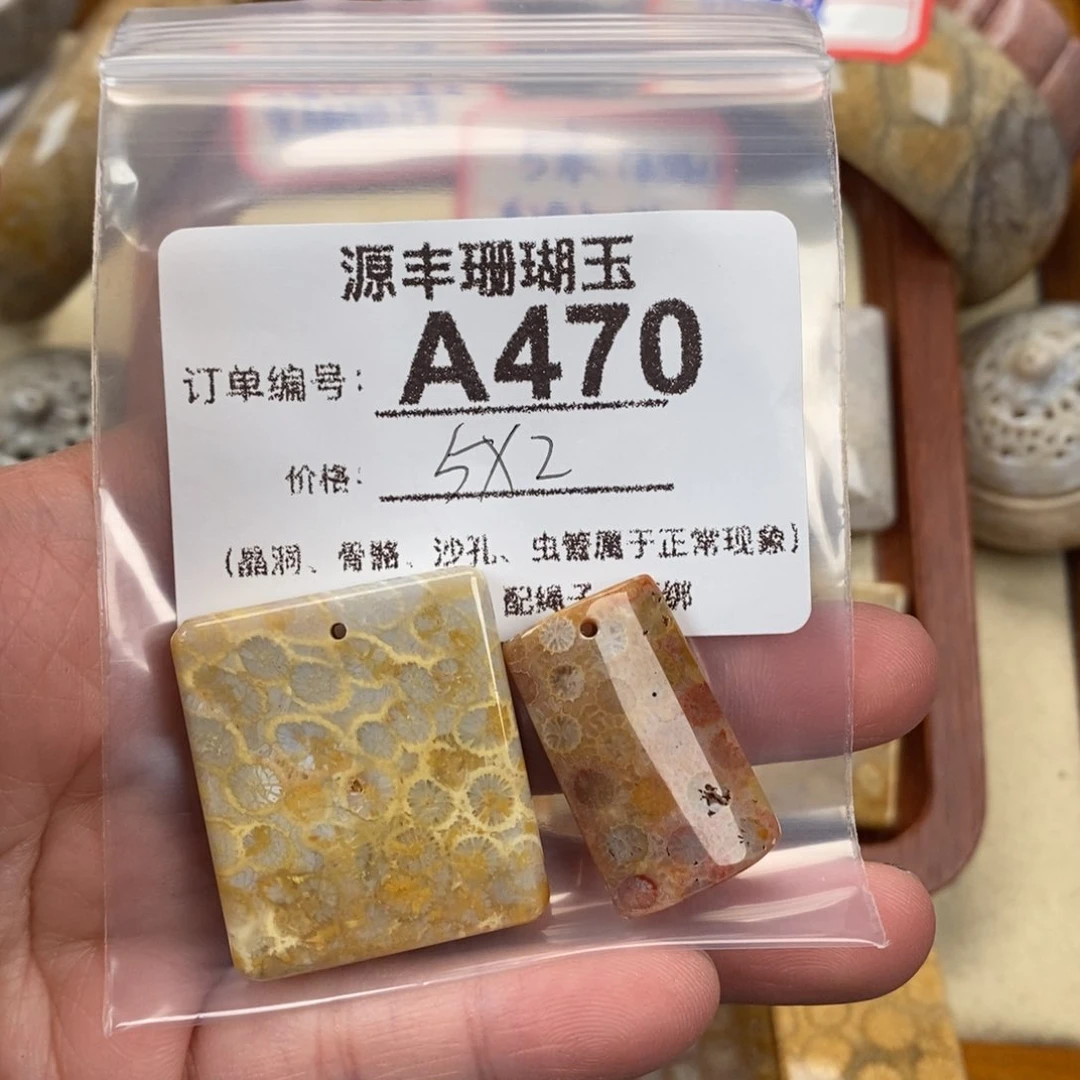 源丰珊瑚玉
订单编号: A470
价格: 5X2
(晶洞、骨骼、沙孔、虫管属于正常现象)
配绳子 绑